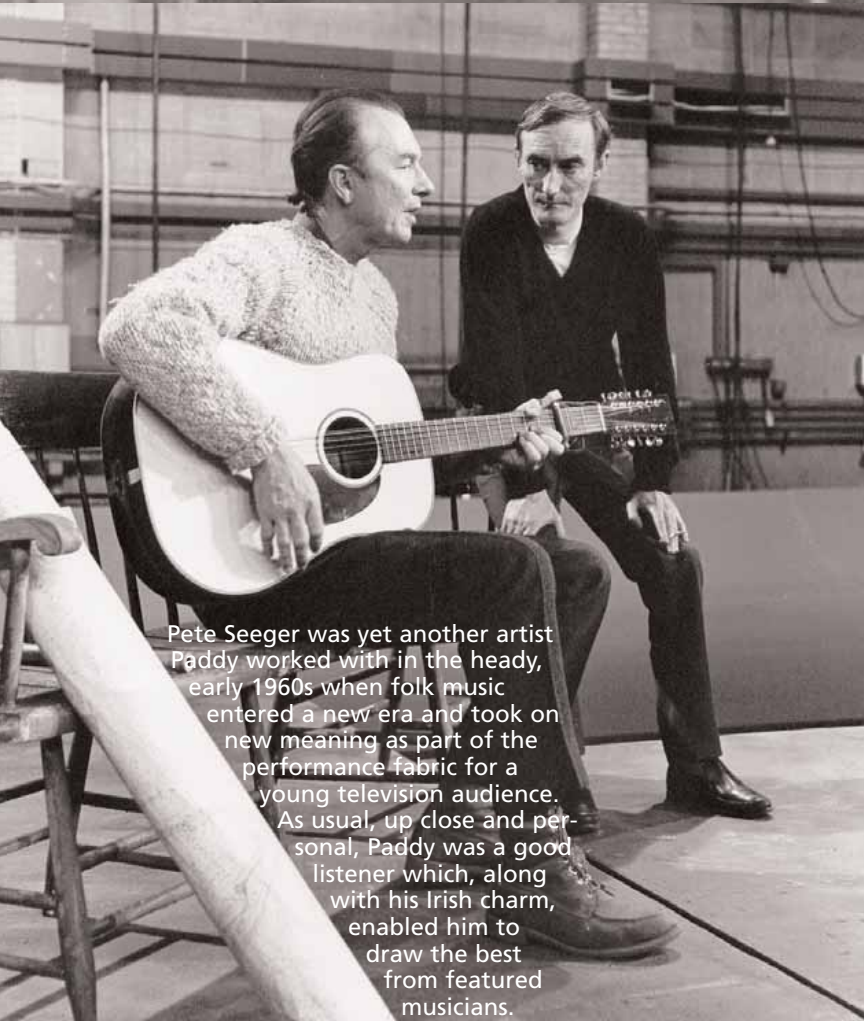 Pete Seeger was yet another artist
Paddy worked with in the heady,
early 1960s when folk music
entered a new era and took on
new meaning as part of the
performance fabric for a
young television audience.
As usual, up close and per-
sonal, Paddy was a good
listener which, along
with his Irish charm,
enabled him to
draw the best
from featured
musicians.